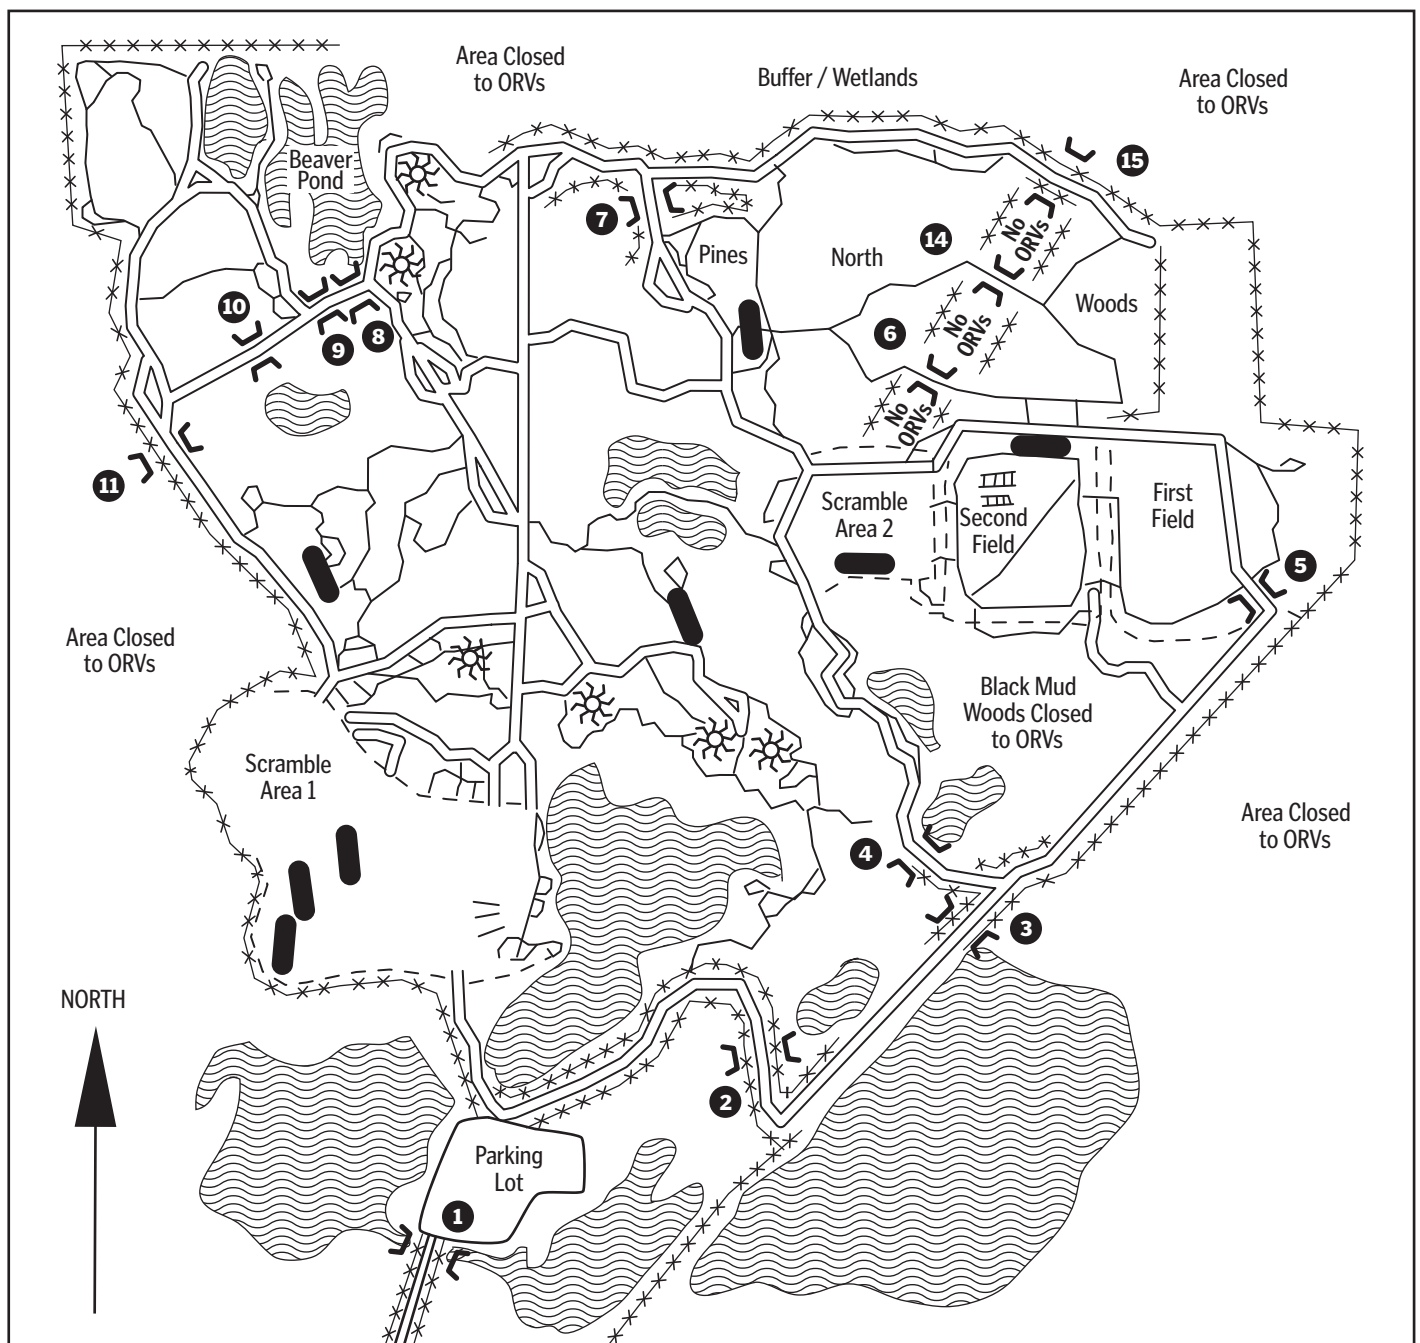 Area Closed
to ORVs
Buffer / Wetlands
Area Closed
to ORVs
15
Beaver
Pond
7
14
No
ORVs
Pines
North
Woods
10
9
8
6
No
ORVs
No
ORVs
11
Scramble
Area 2
Second
Field
First
Field
5
Area Closed
to ORVs
Black Mud
Woods Closed
to ORVs
Scramble
Area 1
Area Closed
to ORVs
4
3
NORTH
2
Parking
Lot
1